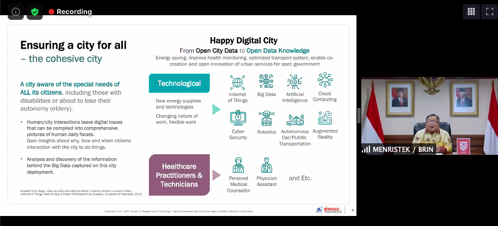 Recording
Ensuring a city for all
– the cohesive city
A city aware of the special needs of
ALL its citizens, including those with
disabilities or about to lose their
autonomy (elderly).
• Human/city interactions leave digital traces
that can be compiled into comprehensive
pictures of human daily facets.
Gain insights about why, how and when citizens
interaction with the city to do things.
• Analysis and discovery of the information
behind the Big Data captured on this city
deployment.
Happy Digital City
From Open City Data to Open Data Knowledge
Energy saving, improve health monitoring, optimized transport system, enable co-
creation and open innovation of urban services for open government
Technological
New energy supplies
and technologies
Changing nature of
work, flexible work
Internet
of Things
Big Data
Artificial
Intelligence
Cloud
Computing
Cyber
Security
Robotics
Autonomous
Car/Public
Transportation
Augmented
Reality
Healthcare
Practitioners &
Technicians
Personal
Medical
Counsellor
Physician
Assistant
and Etc.
MENRISTEK / BRIN